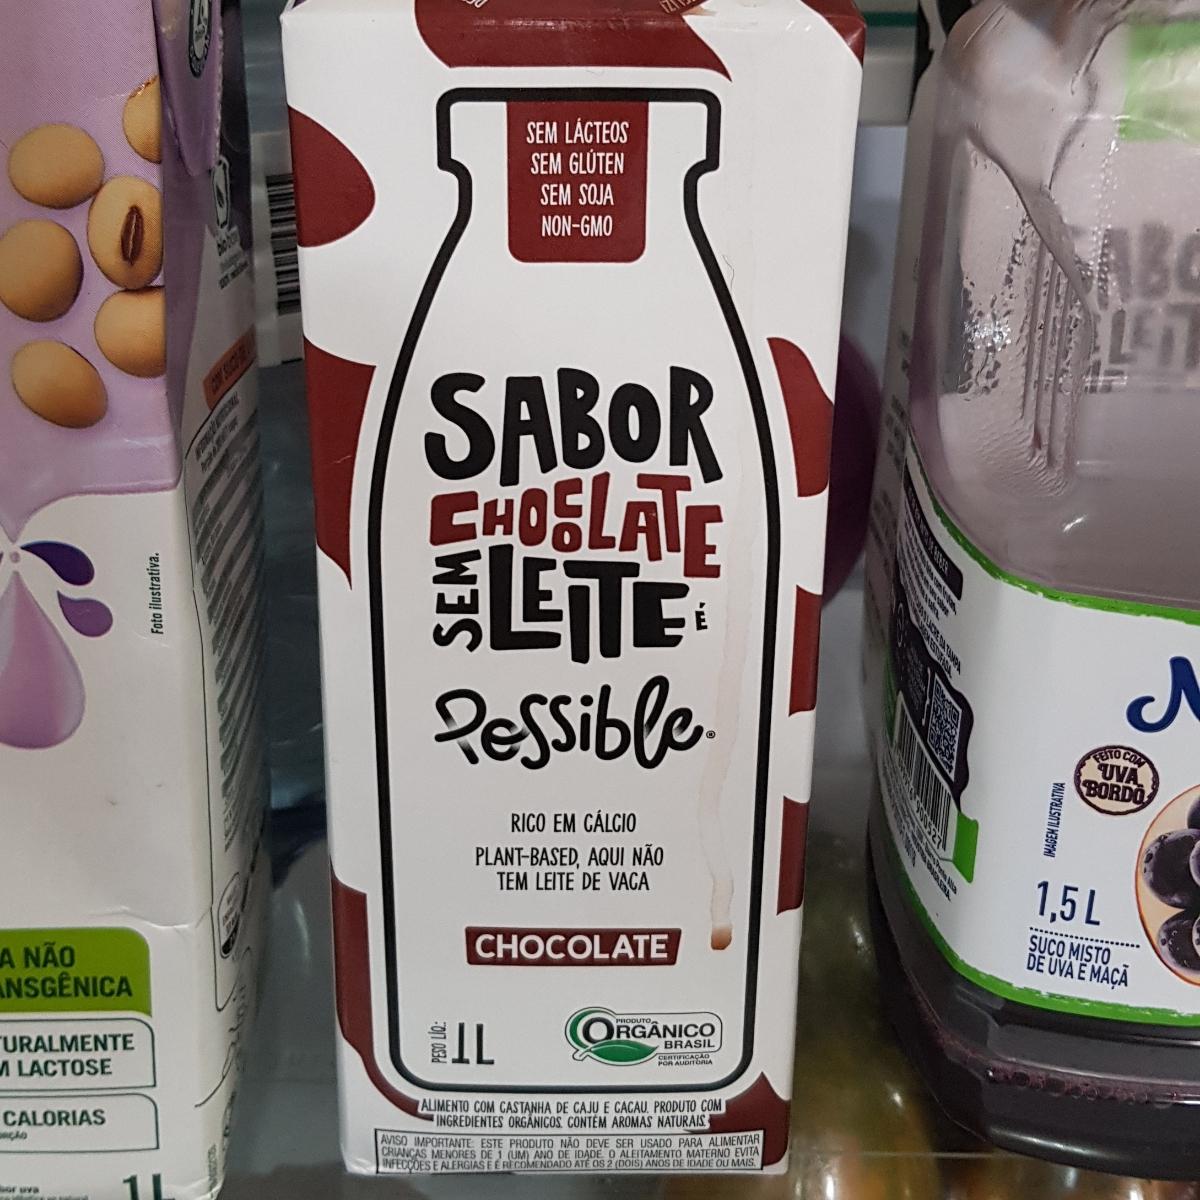 SEM LÁCTEOS
SEM GLÚTEN
SEM SOJA
NON-GMO
SABOR
CHOCOLATE
SEM LEITE É
Possible®
RICO EM CÁLCIO
PLANT-BASED, AQUI NÃO
TEM LEITE DE VACA
CHOCOLATE
PESO LÍQ.: 1L
PRODUTO
ORGÂNICO
BRASIL
CERTIFICAÇÃO
POR AUDITORIA
ALIMENTO COM CASTANHA DE CAJU E CACAU. PRODUTO COM
INGREDIENTES ORGÂNICOS. CONTÉM AROMAS NATURAIS.
AVISO IMPORTANTE: ESTE PRODUTO NÃO DEVE SER USADO PARA ALIMENTAR
CRIANÇAS MENORES DE 1 (UM) ANO DE IDADE. O ALEITAMENTO MATERNO EVITA
INFECÇÕES E ALERGIAS E É RECOMENDADO ATÉ OS 2 (DOIS) ANOS DE IDADE OU MAIS.
Foto ilustrativa.
A NÃO
ANSGÊNICA
TURALMENTE
M LACTOSE
CALORIAS
1L
FEITO COM
UVA
BORDÔ
IMAGEM ILUSTRATIVA
1,5 L
SUCO MISTO
DE UVA E MAÇÃ